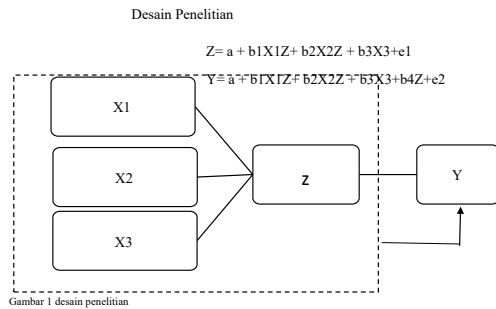 Desain Penelitian
Z= a + b1X1Z+ b2X2Z + b3X3+e1
Y= a + b1X1Z+ b2X2Z + b3X3+b4Z+e2
X1
X2
Z
Y
X3
Gambar 1 desain penelitian